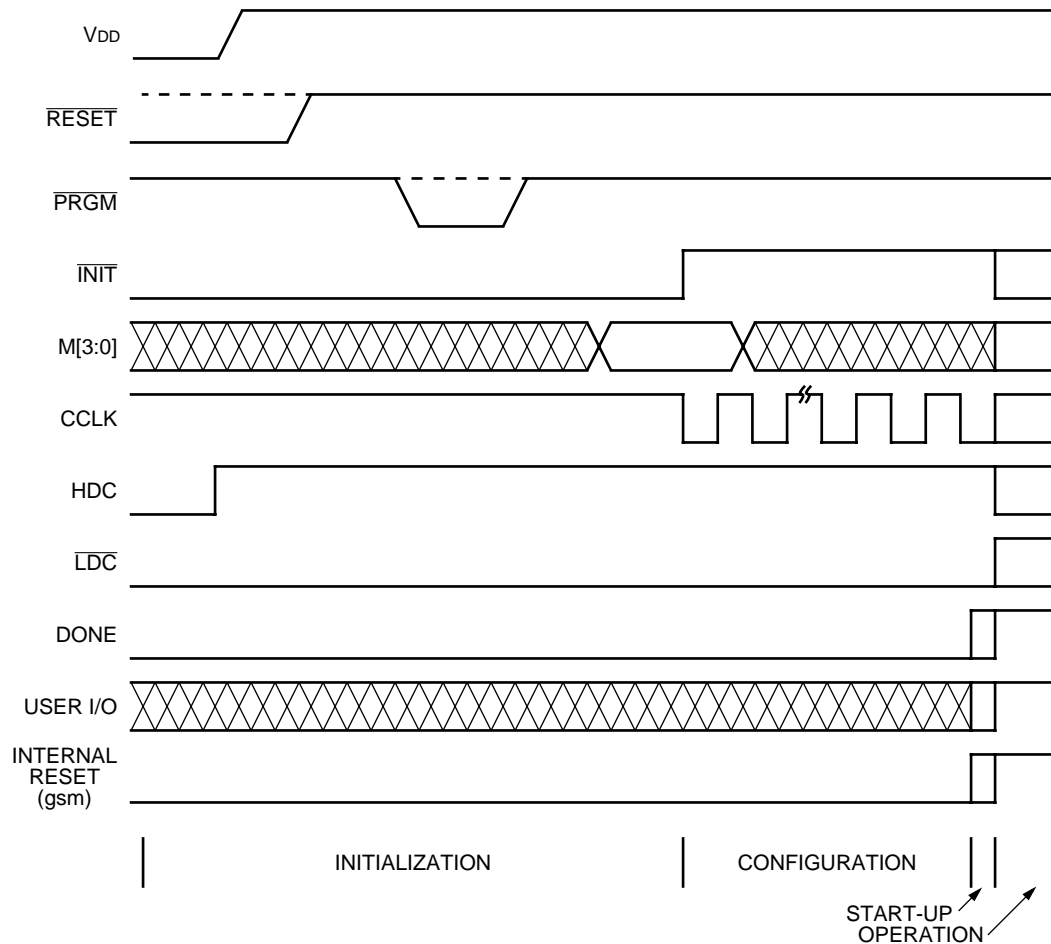 VDD
RESET
PRGM
INIT
M[3:0]
CCLK
HDC
LDC
DONE
USER I/O
INTERNAL
RESET
(gsm)
INITIALIZATION
CONFIGURATION
START-UP
OPERATION